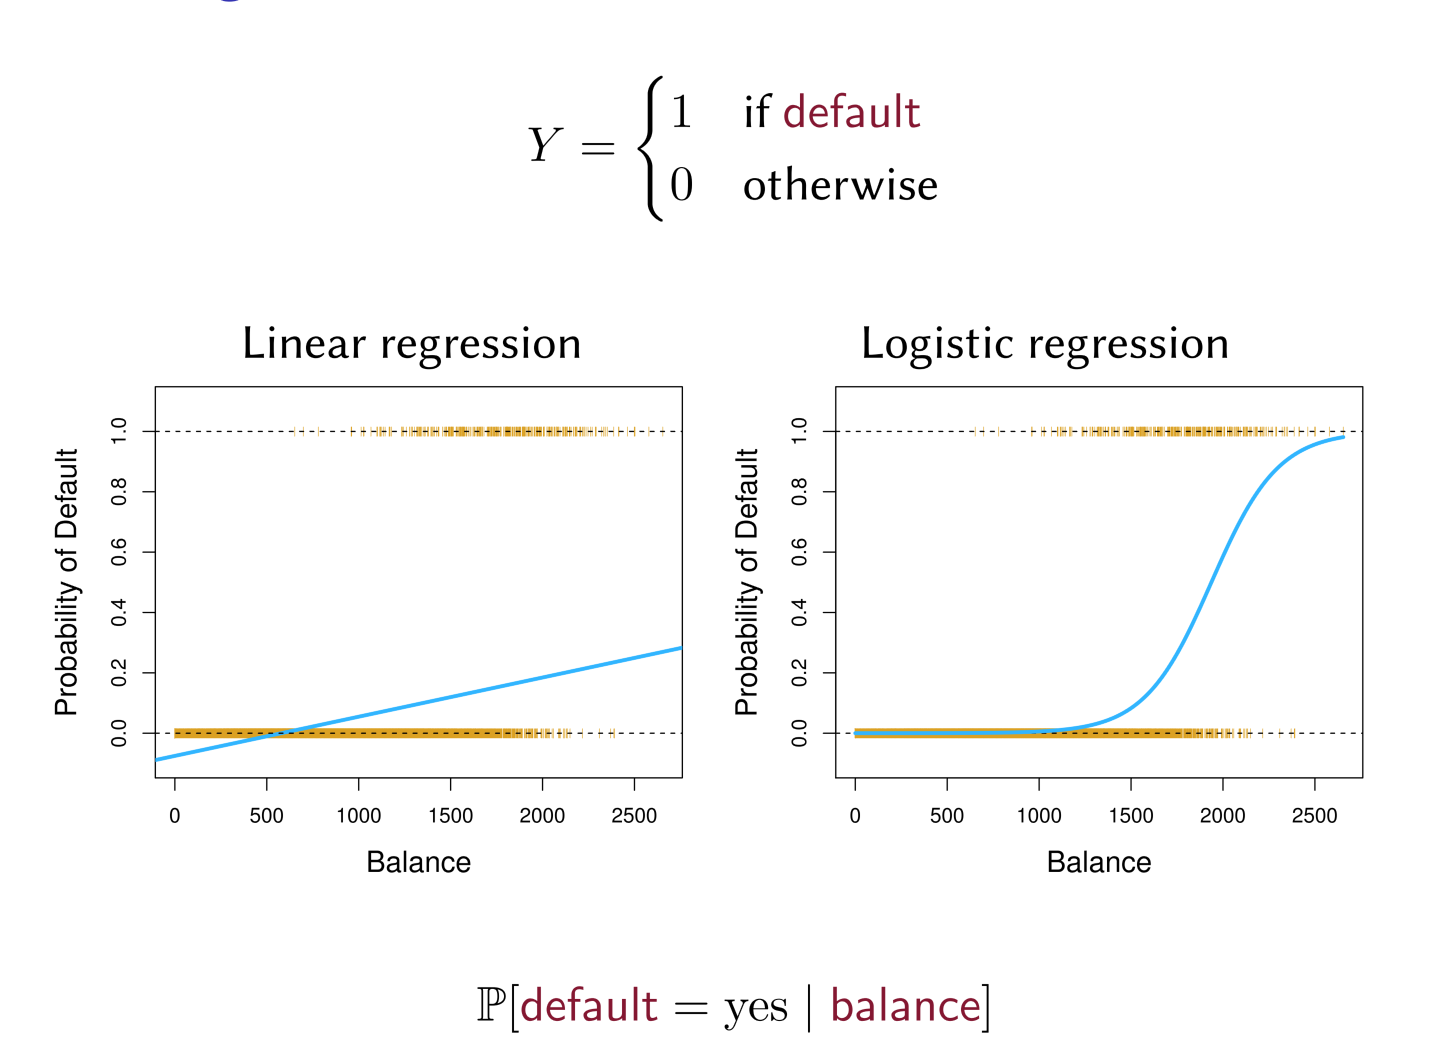 Y = { 1 if default
0 otherwise
Linear regression
Logistic regression
Probability of Default
0.0 0.2 0.4 0.6 0.8 1.0
0 500 1000 1500 2000 2500
Balance
Probability of Default
0.0 0.2 0.4 0.6 0.8 1.0
0 500 1000 1500 2000 2500
Balance
ℙ[default = yes | balance]